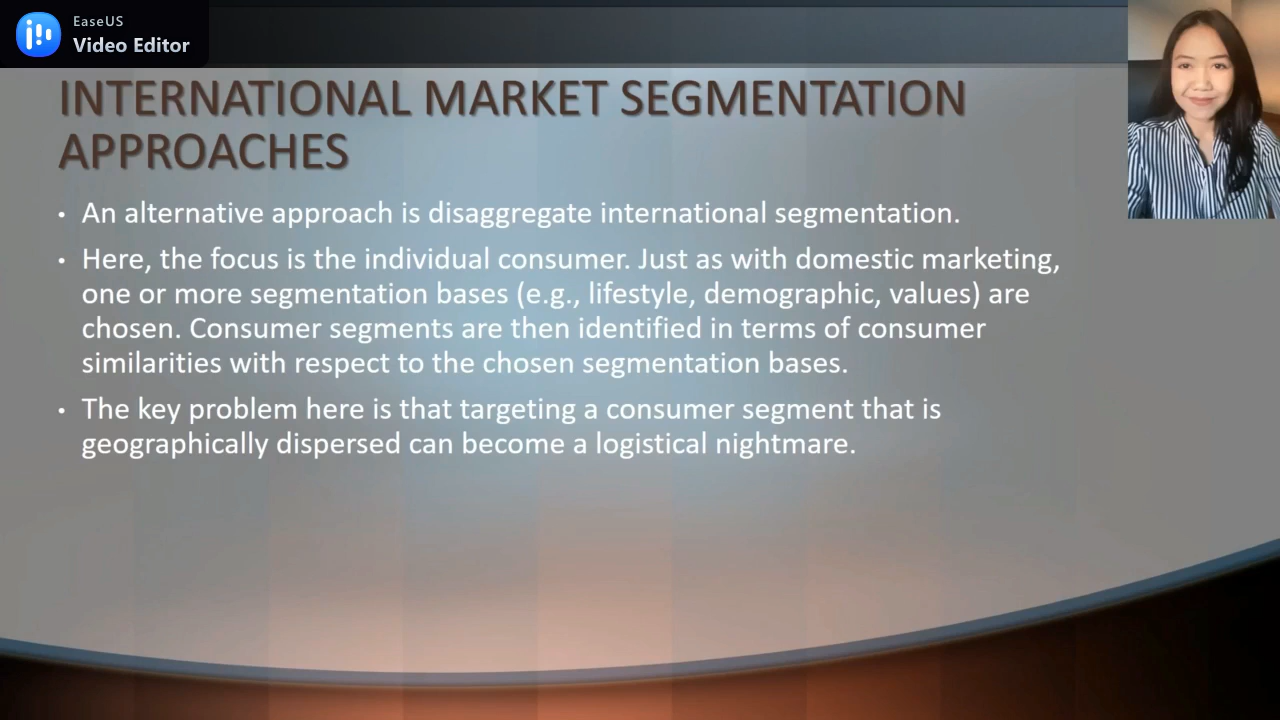 EaseUS
Video Editor
INTERNATIONAL MARKET SEGMENTATION
APPROACHES
• An alternative approach is disaggregate international segmentation.
• Here, the focus is the individual consumer. Just as with domestic marketing,
one or more segmentation bases (e.g., lifestyle, demographic, values) are
chosen. Consumer segments are then identified in terms of consumer
similarities with respect to the chosen segmentation bases.
• The key problem here is that targeting a consumer segment that is
geographically dispersed can become a logistical nightmare.